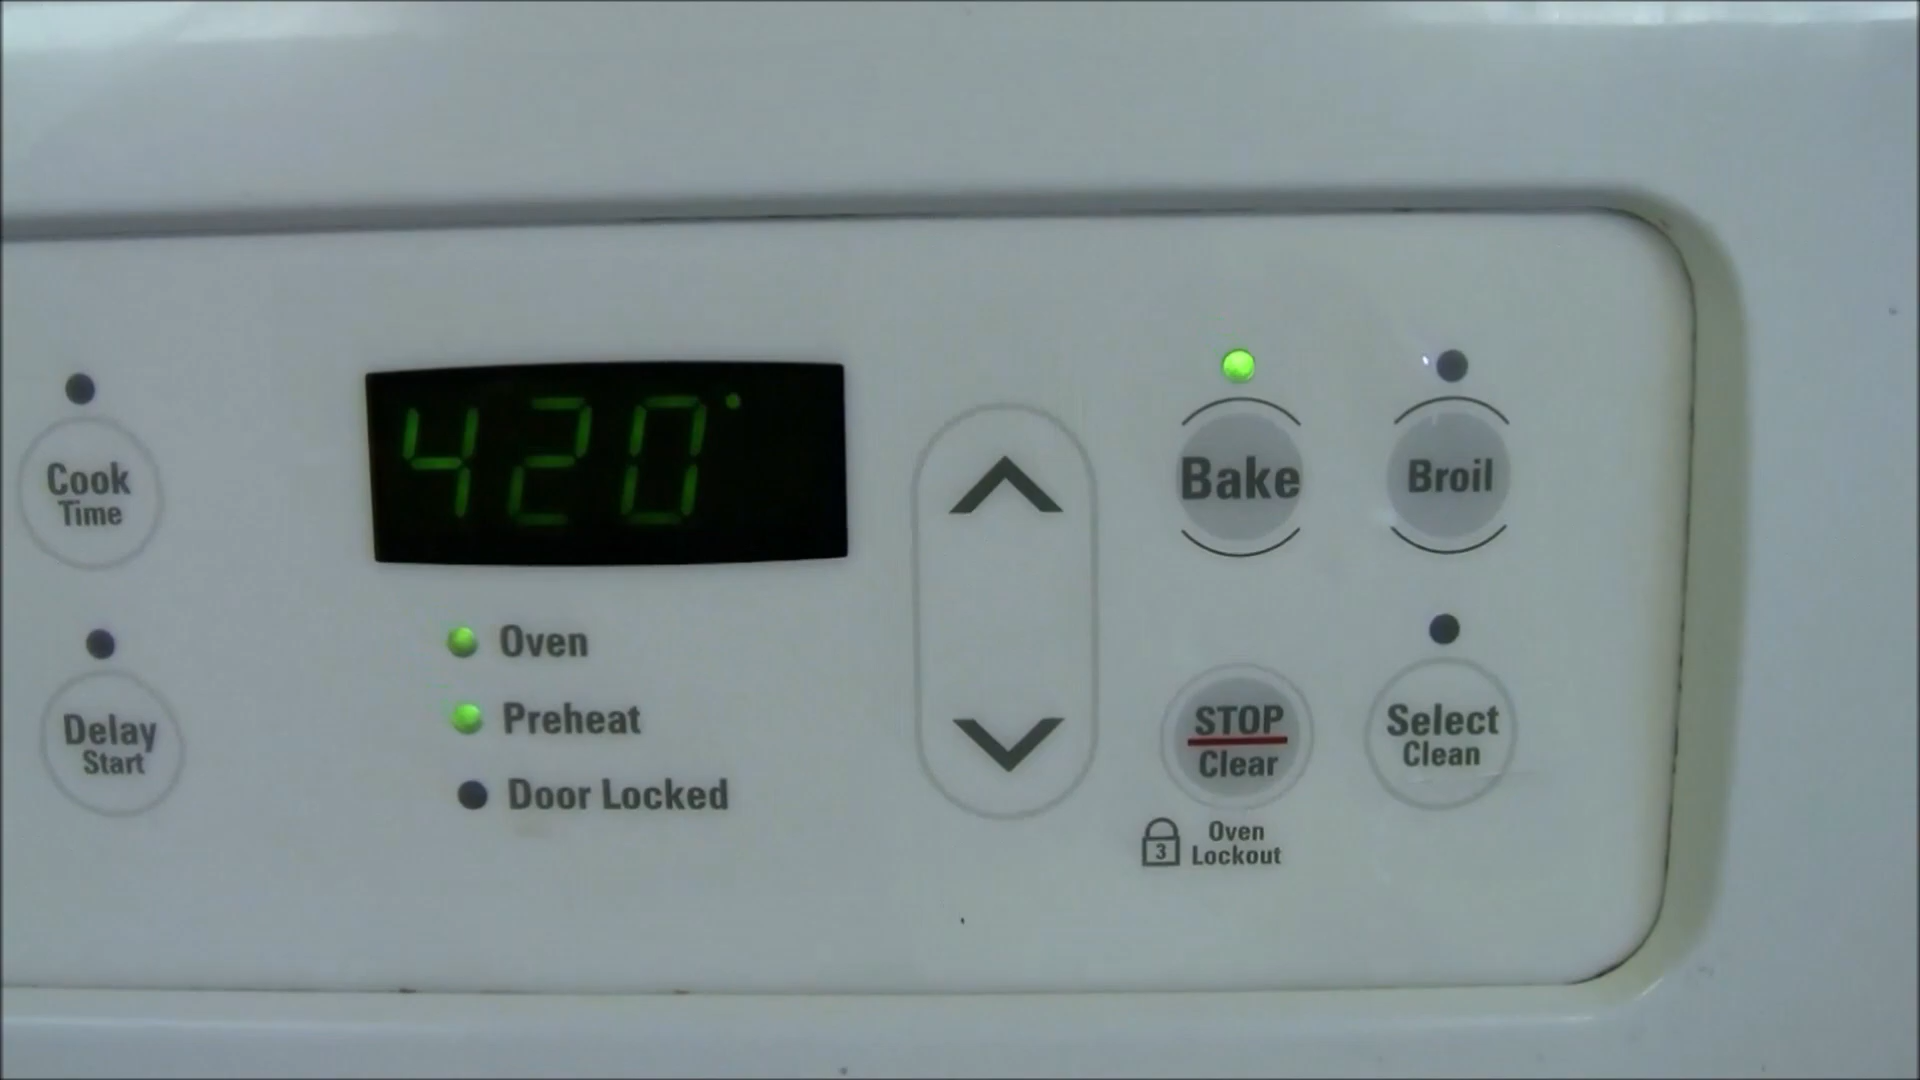 420°
Cook
Time
Delay
Start
Oven
Preheat
Door Locked
Bake
Broil
STOP
Clear
Select
Clean
3
Oven
Lockout